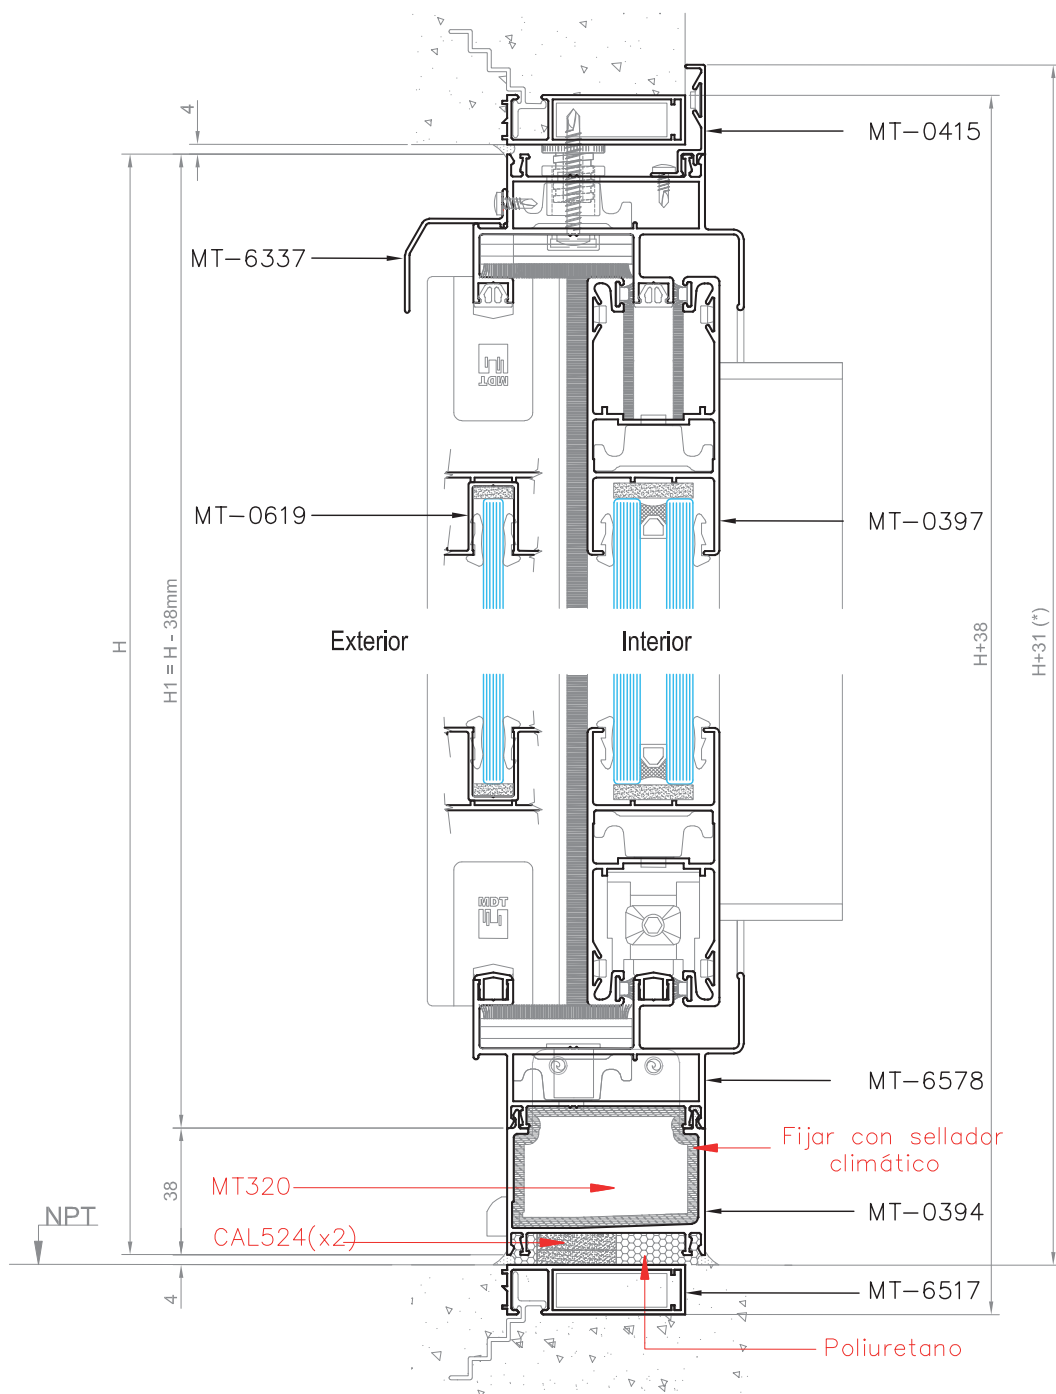 4
MT-0415
MT-6337
MDT
MT-0619
MT-0397
H
H1 = H - 38mm
Exterior
Interior
H+38
H+31 (*)
MDT
MT-6578
Fijar con sellador
climático
38
MT320
MT-0394
NPT
CAL524(x2)
4
MT-6517
Poliuretano